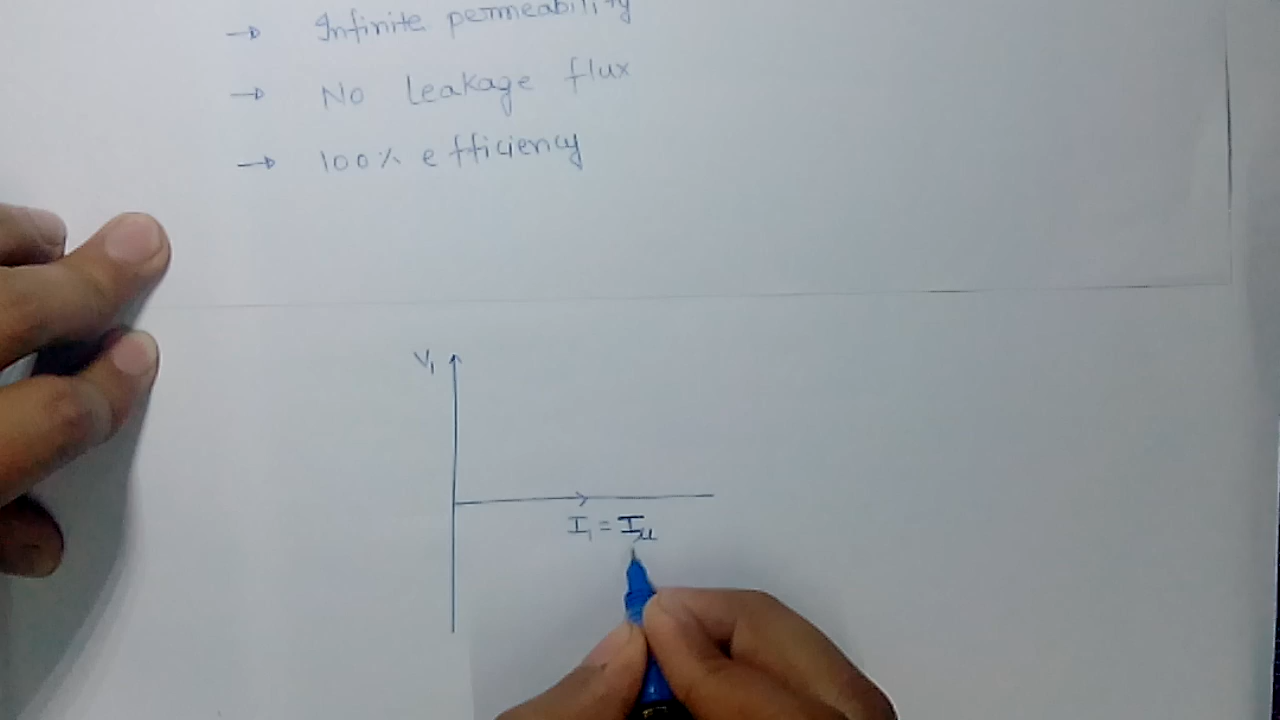 → Infinite permeability
→ No leakage flux
→ 100% efficiency
V₁
I₁ = Iμ